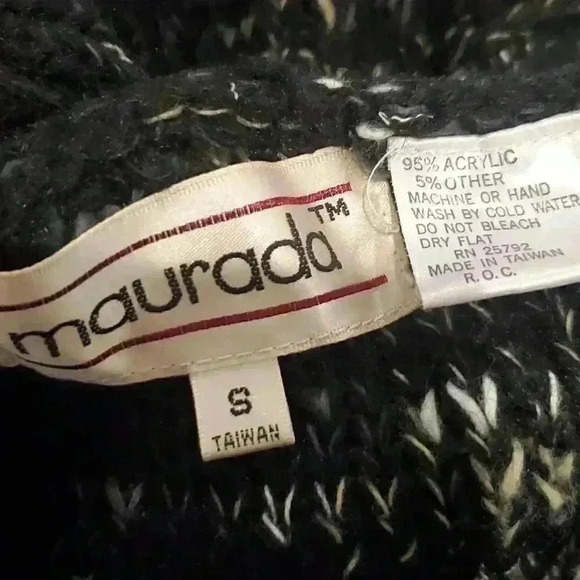 maurada™
S
TAIWAN
95% ACRYLIC
5% OTHER
MACHINE OR HAND
WASH BY COLD WATER
DO NOT BLEACH
DRY FLAT
RN 25792
MADE IN TAIWAN
R.O.C.